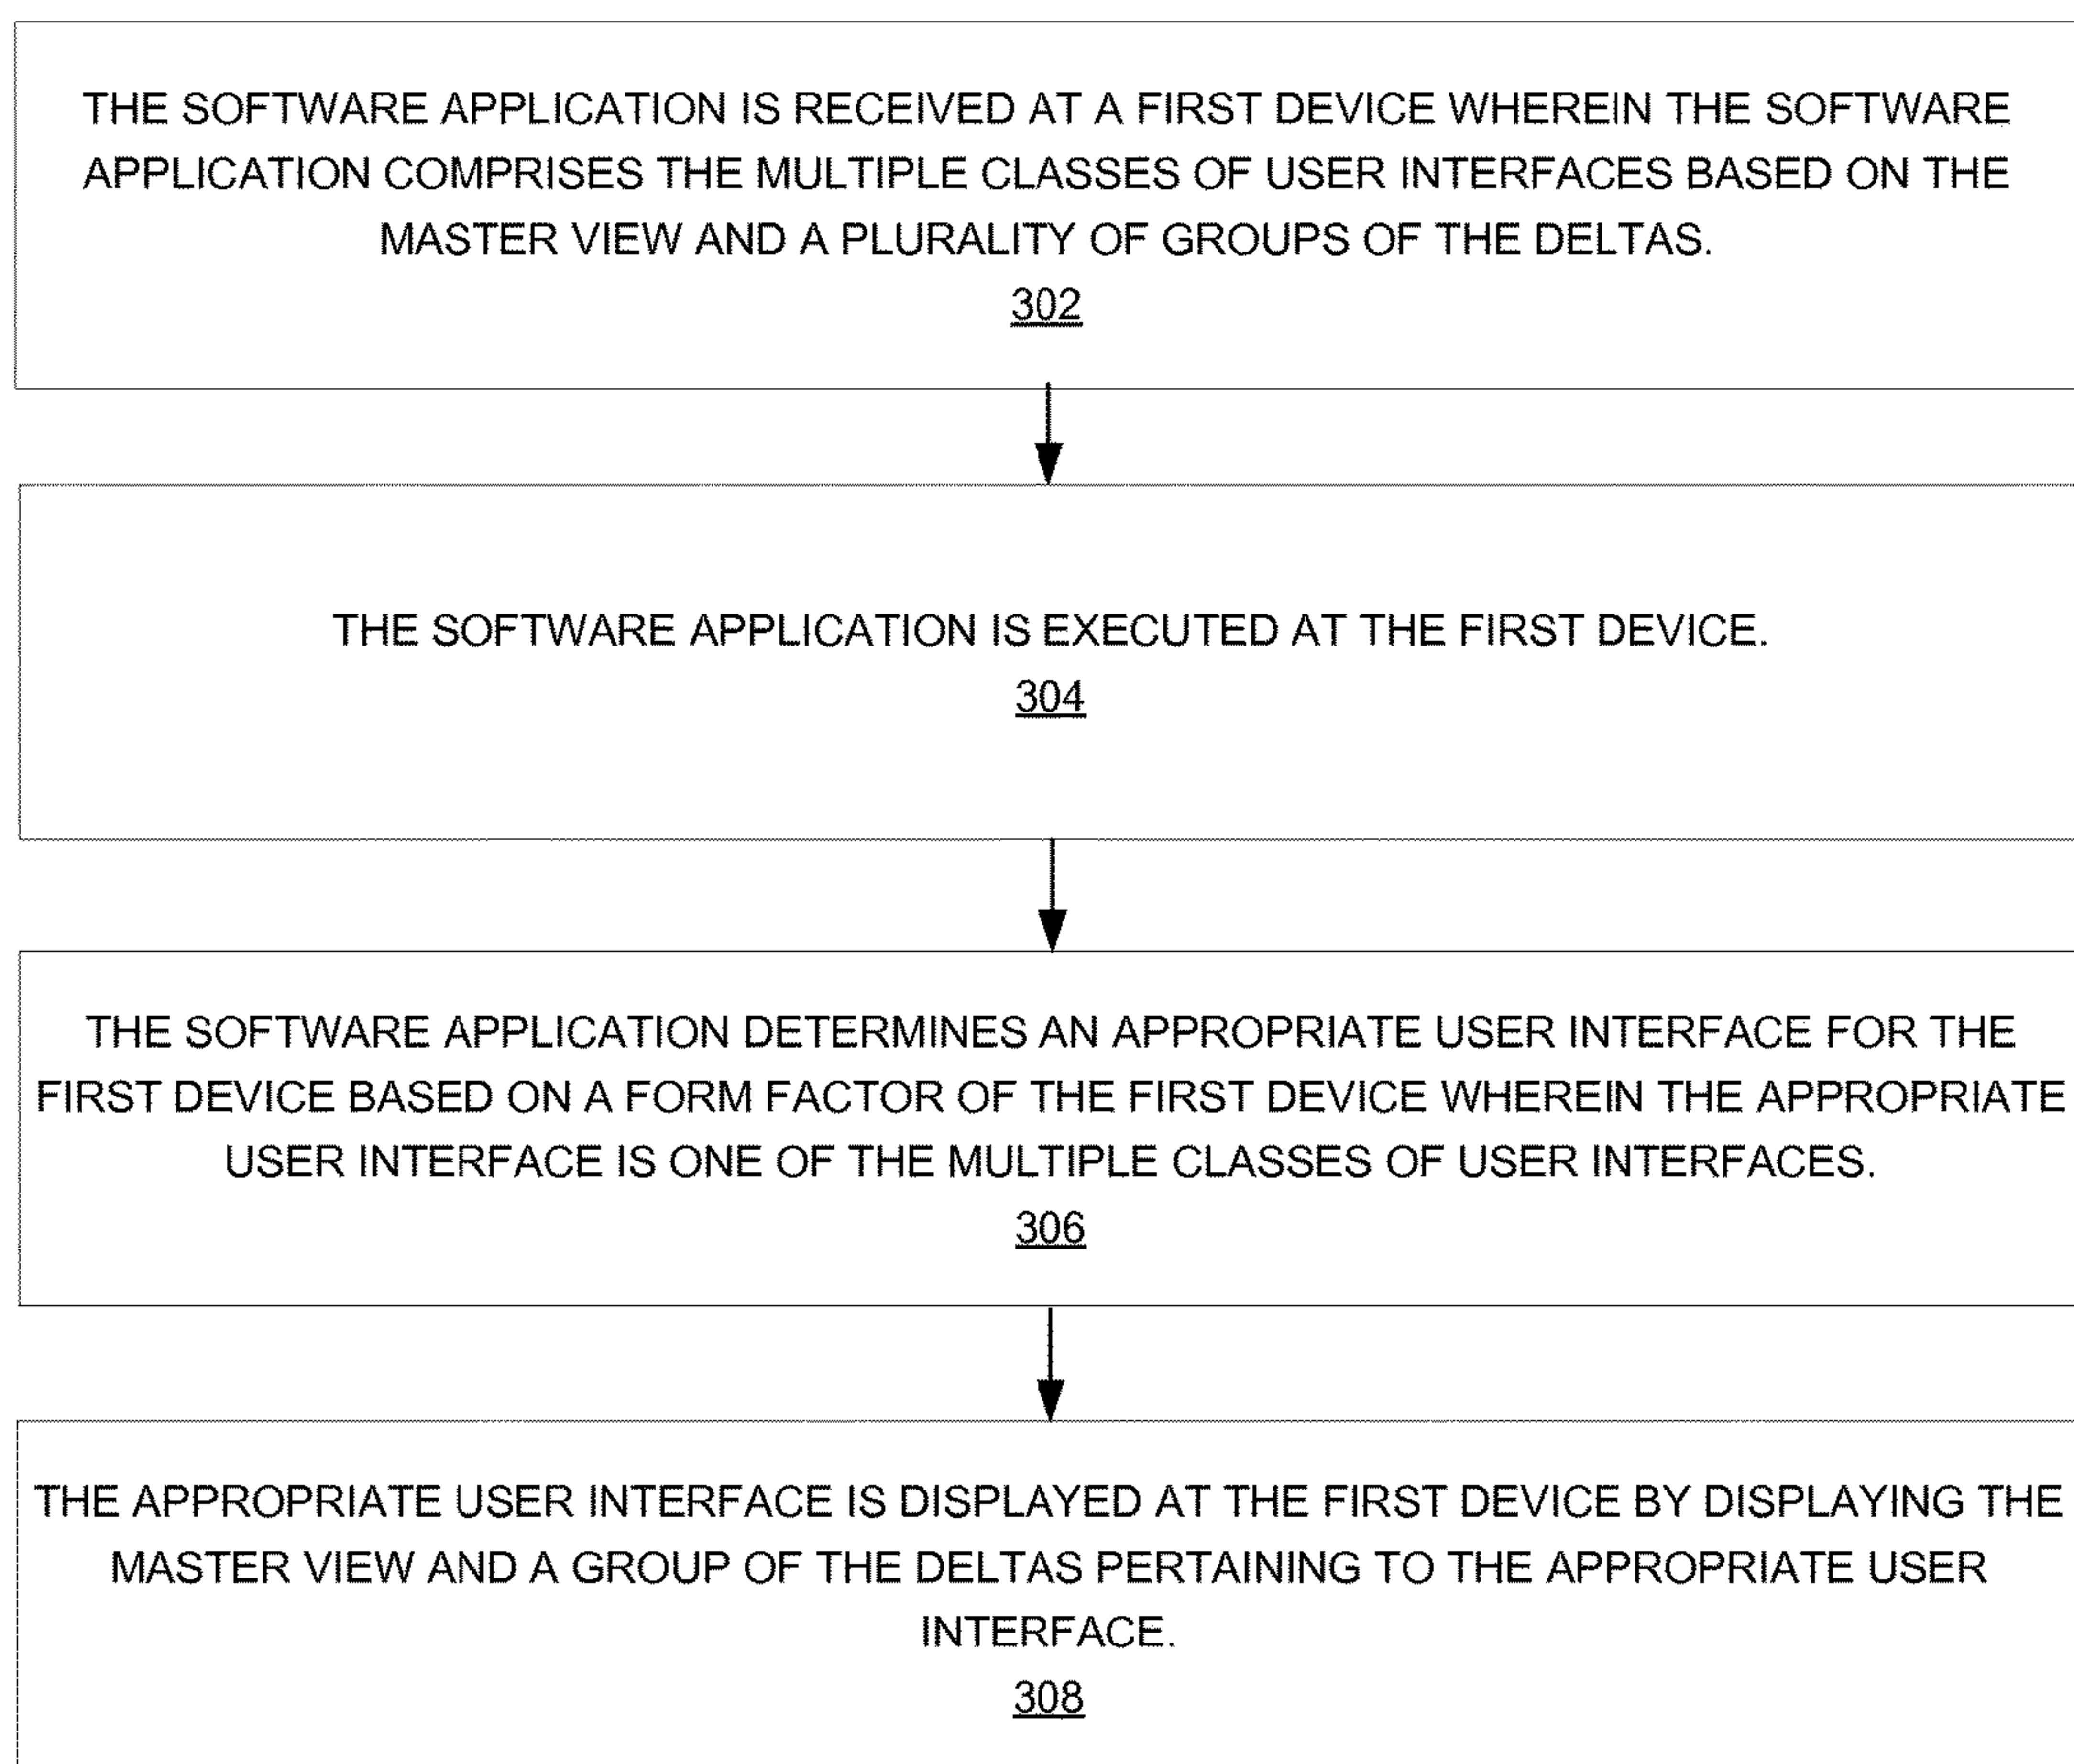 THE SOFTWARE APPLICATION IS RECEIVED AT A FIRST DEVICE WHEREIN THE SOFTWARE
APPLICATION COMPRISES THE MULTIPLE CLASSES OF USER INTERFACES BASED ON THE
MASTER VIEW AND A PLURALITY OF GROUPS OF THE DELTAS.
302
THE SOFTWARE APPLICATION IS EXECUTED AT THE FIRST DEVICE.
304
THE SOFTWARE APPLICATION DETERMINES AN APPROPRIATE USER INTERFACE FOR THE
FIRST DEVICE BASED ON A FORM FACTOR OF THE FIRST DEVICE WHEREIN THE APPROPRIATE
USER INTERFACE IS ONE OF THE MULTIPLE CLASSES OF USER INTERFACES.
306
THE APPROPRIATE USER INTERFACE IS DISPLAYED AT THE FIRST DEVICE BY DISPLAYING THE
MASTER VIEW AND A GROUP OF THE DELTAS PERTAINING TO THE APPROPRIATE USER
INTERFACE.
308